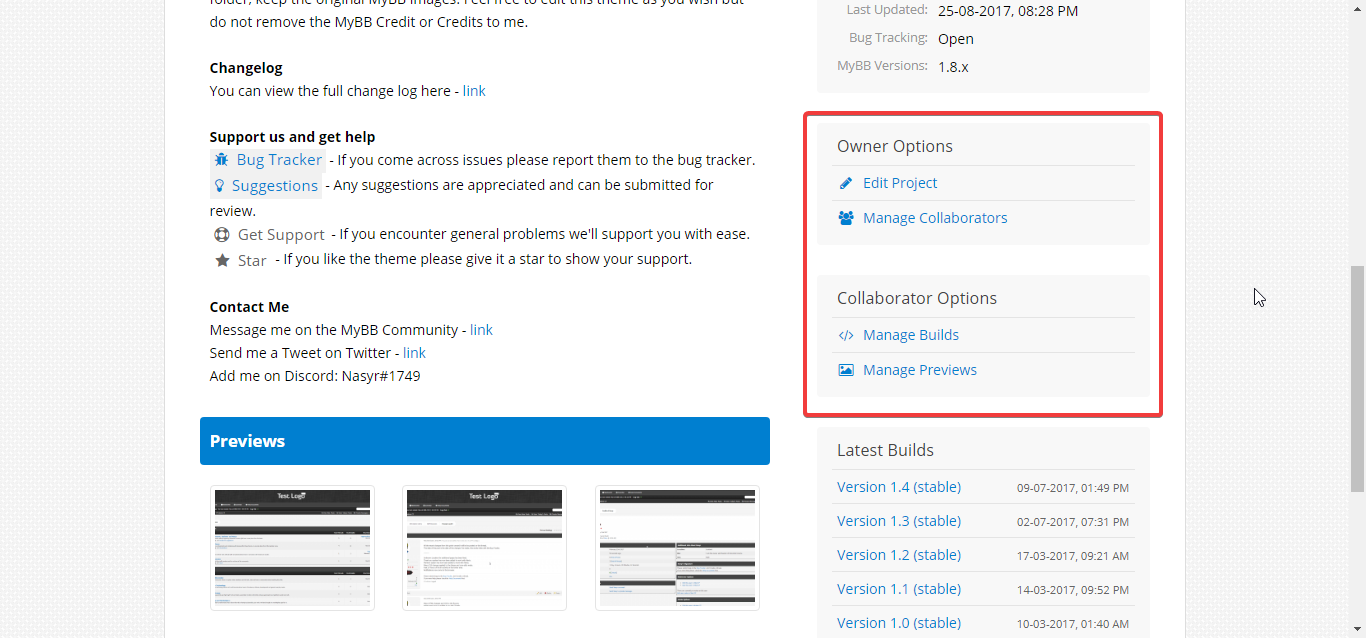 folder, keep the original MyBB images. Feel free to edit this theme as you wish but
do not remove the MyBB Credit or Credits to me.
Changelog
You can view the full change log here - link
Support us and get help
Bug Tracker - If you come across issues please report them to the bug tracker.
Suggestions - Any suggestions are appreciated and can be submitted for
review.
Get Support - If you encounter general problems we'll support you with ease.
Star - If you like the theme please give it a star to show your support.
Contact Me
Message me on the MyBB Community - link
Send me a Tweet on Twitter - link
Add me on Discord: Nasyr#1749
Previews
Test Logo
Test Logo
Last Updated: 25-08-2017, 08:28 PM
Bug Tracking: Open
MyBB Versions: 1.8.x
Owner Options
Edit Project
Manage Collaborators
Collaborator Options
Manage Builds
Manage Previews
Latest Builds
Version 1.4 (stable) 09-07-2017, 01:49 PM
Version 1.3 (stable) 02-07-2017, 07:31 PM
Version 1.2 (stable) 17-03-2017, 09:21 AM
Version 1.1 (stable) 14-03-2017, 09:52 PM
Version 1.0 (stable) 10-03-2017, 01:40 AM